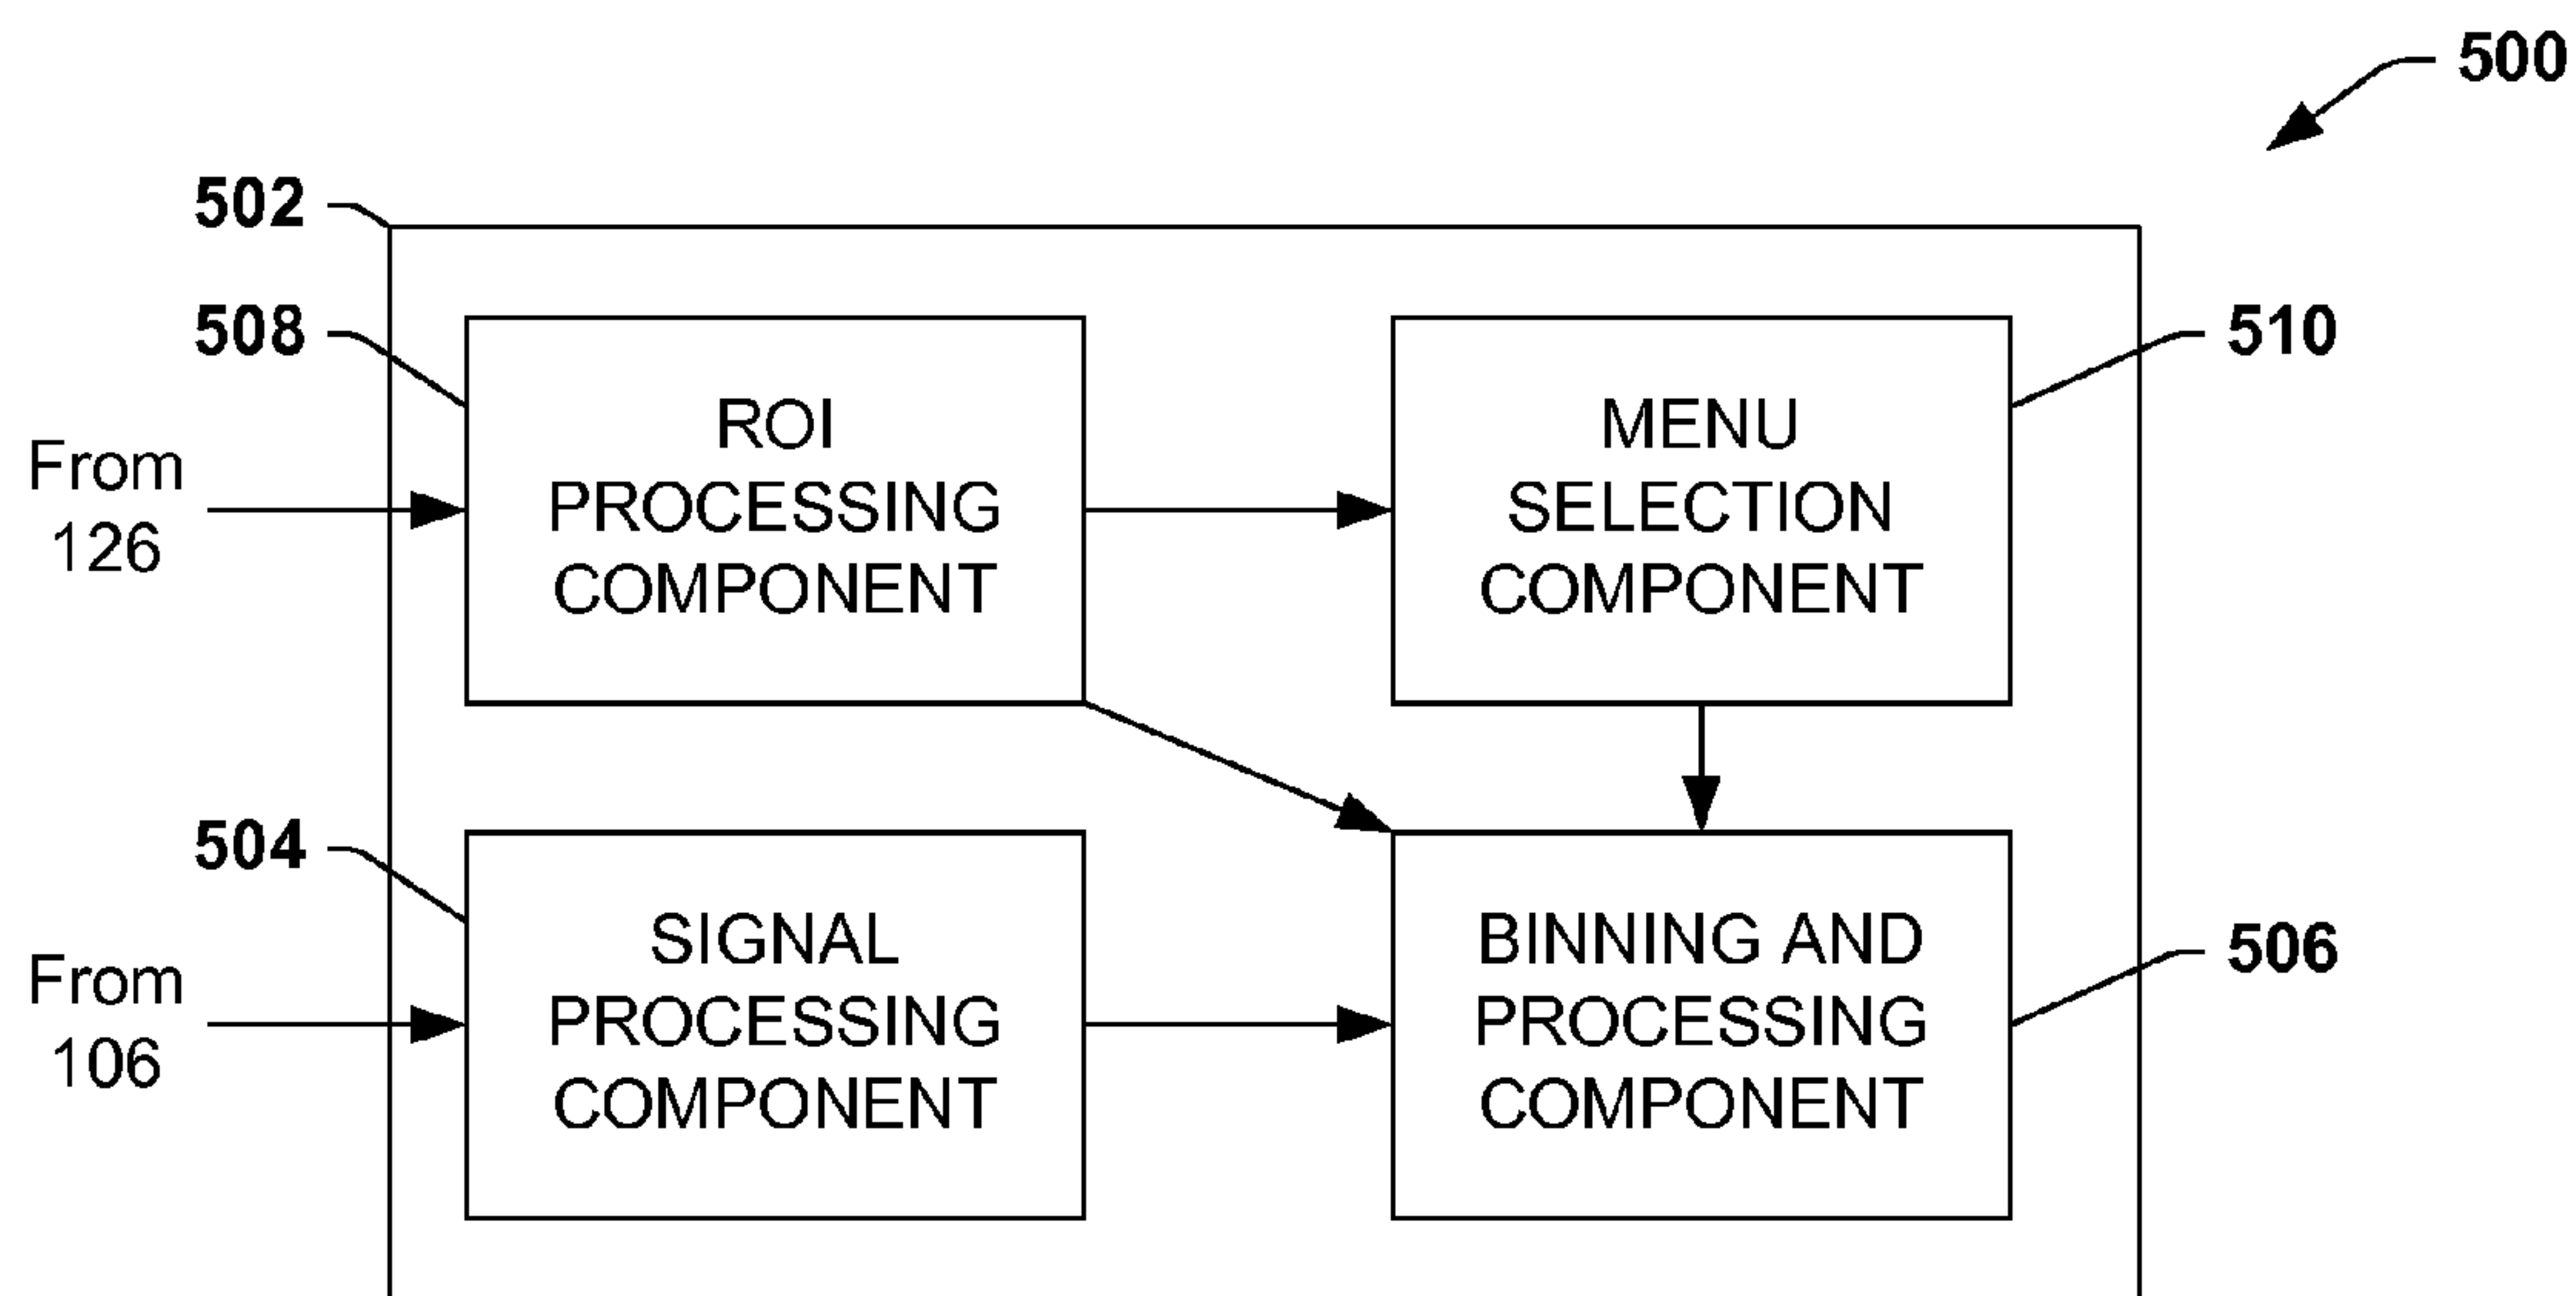 500
502
508
510
From
126
ROI
PROCESSING
COMPONENT
MENU
SELECTION
COMPONENT
504
506
From
106
SIGNAL
PROCESSING
COMPONENT
BINNING AND
PROCESSING
COMPONENT